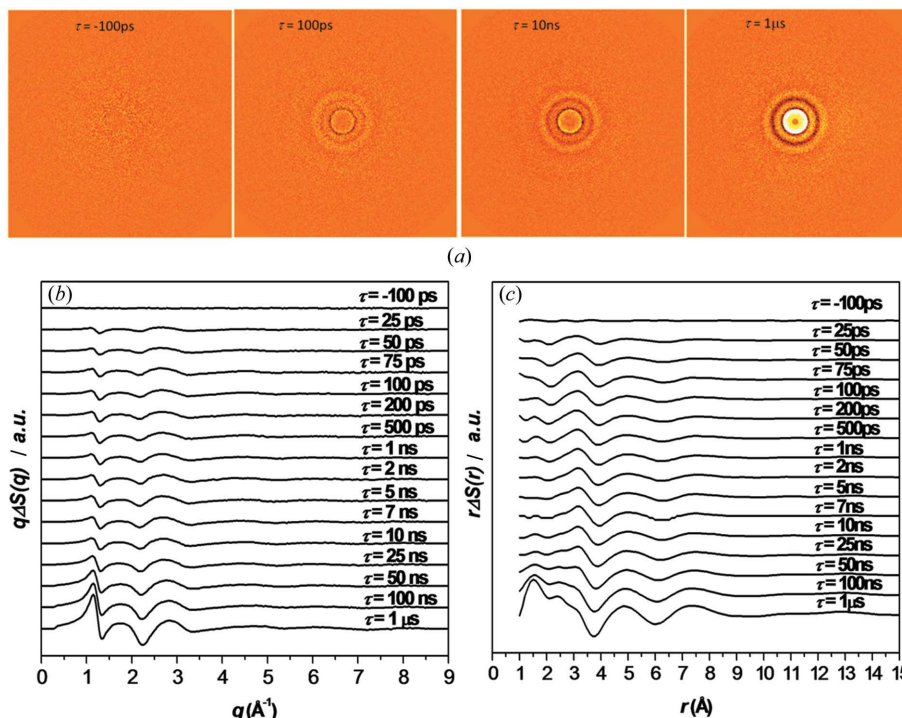 τ = -100ps
100 ps
τ = 10ns
τ = 1μs
(a)
(b)
τ = -100 ps
τ = 25 ps
τ = 50 ps
τ = 75 ps
τ = 100 ps
τ = 200 ps
τ = 500 ps
τ = 1 ns
τ = 2 ns
τ = 5 ns
τ = 7 ns
τ = 10 ns
τ = 25 ns
τ = 50 ns
τ = 100 ns
τ = 1 μs
qΔS(q) / a.u.
0 1 2 3 4 5 6 7 8 9
q (Å⁻¹)
(c)
τ = -100ps
τ = 25ps
τ = 50ps
τ = 75ps
τ = 100ps
τ = 200ps
τ = 500ps
τ = 1ns
τ = 2ns
τ = 5ns
τ = 7ns
τ = 10ns
τ = 25ns
τ = 50ns
τ = 100ns
τ = 1μs
rΔS(r) / a.u.
0 1 2 3 4 5 6 7 8 9 10 11 12 13 14 15
r (Å)